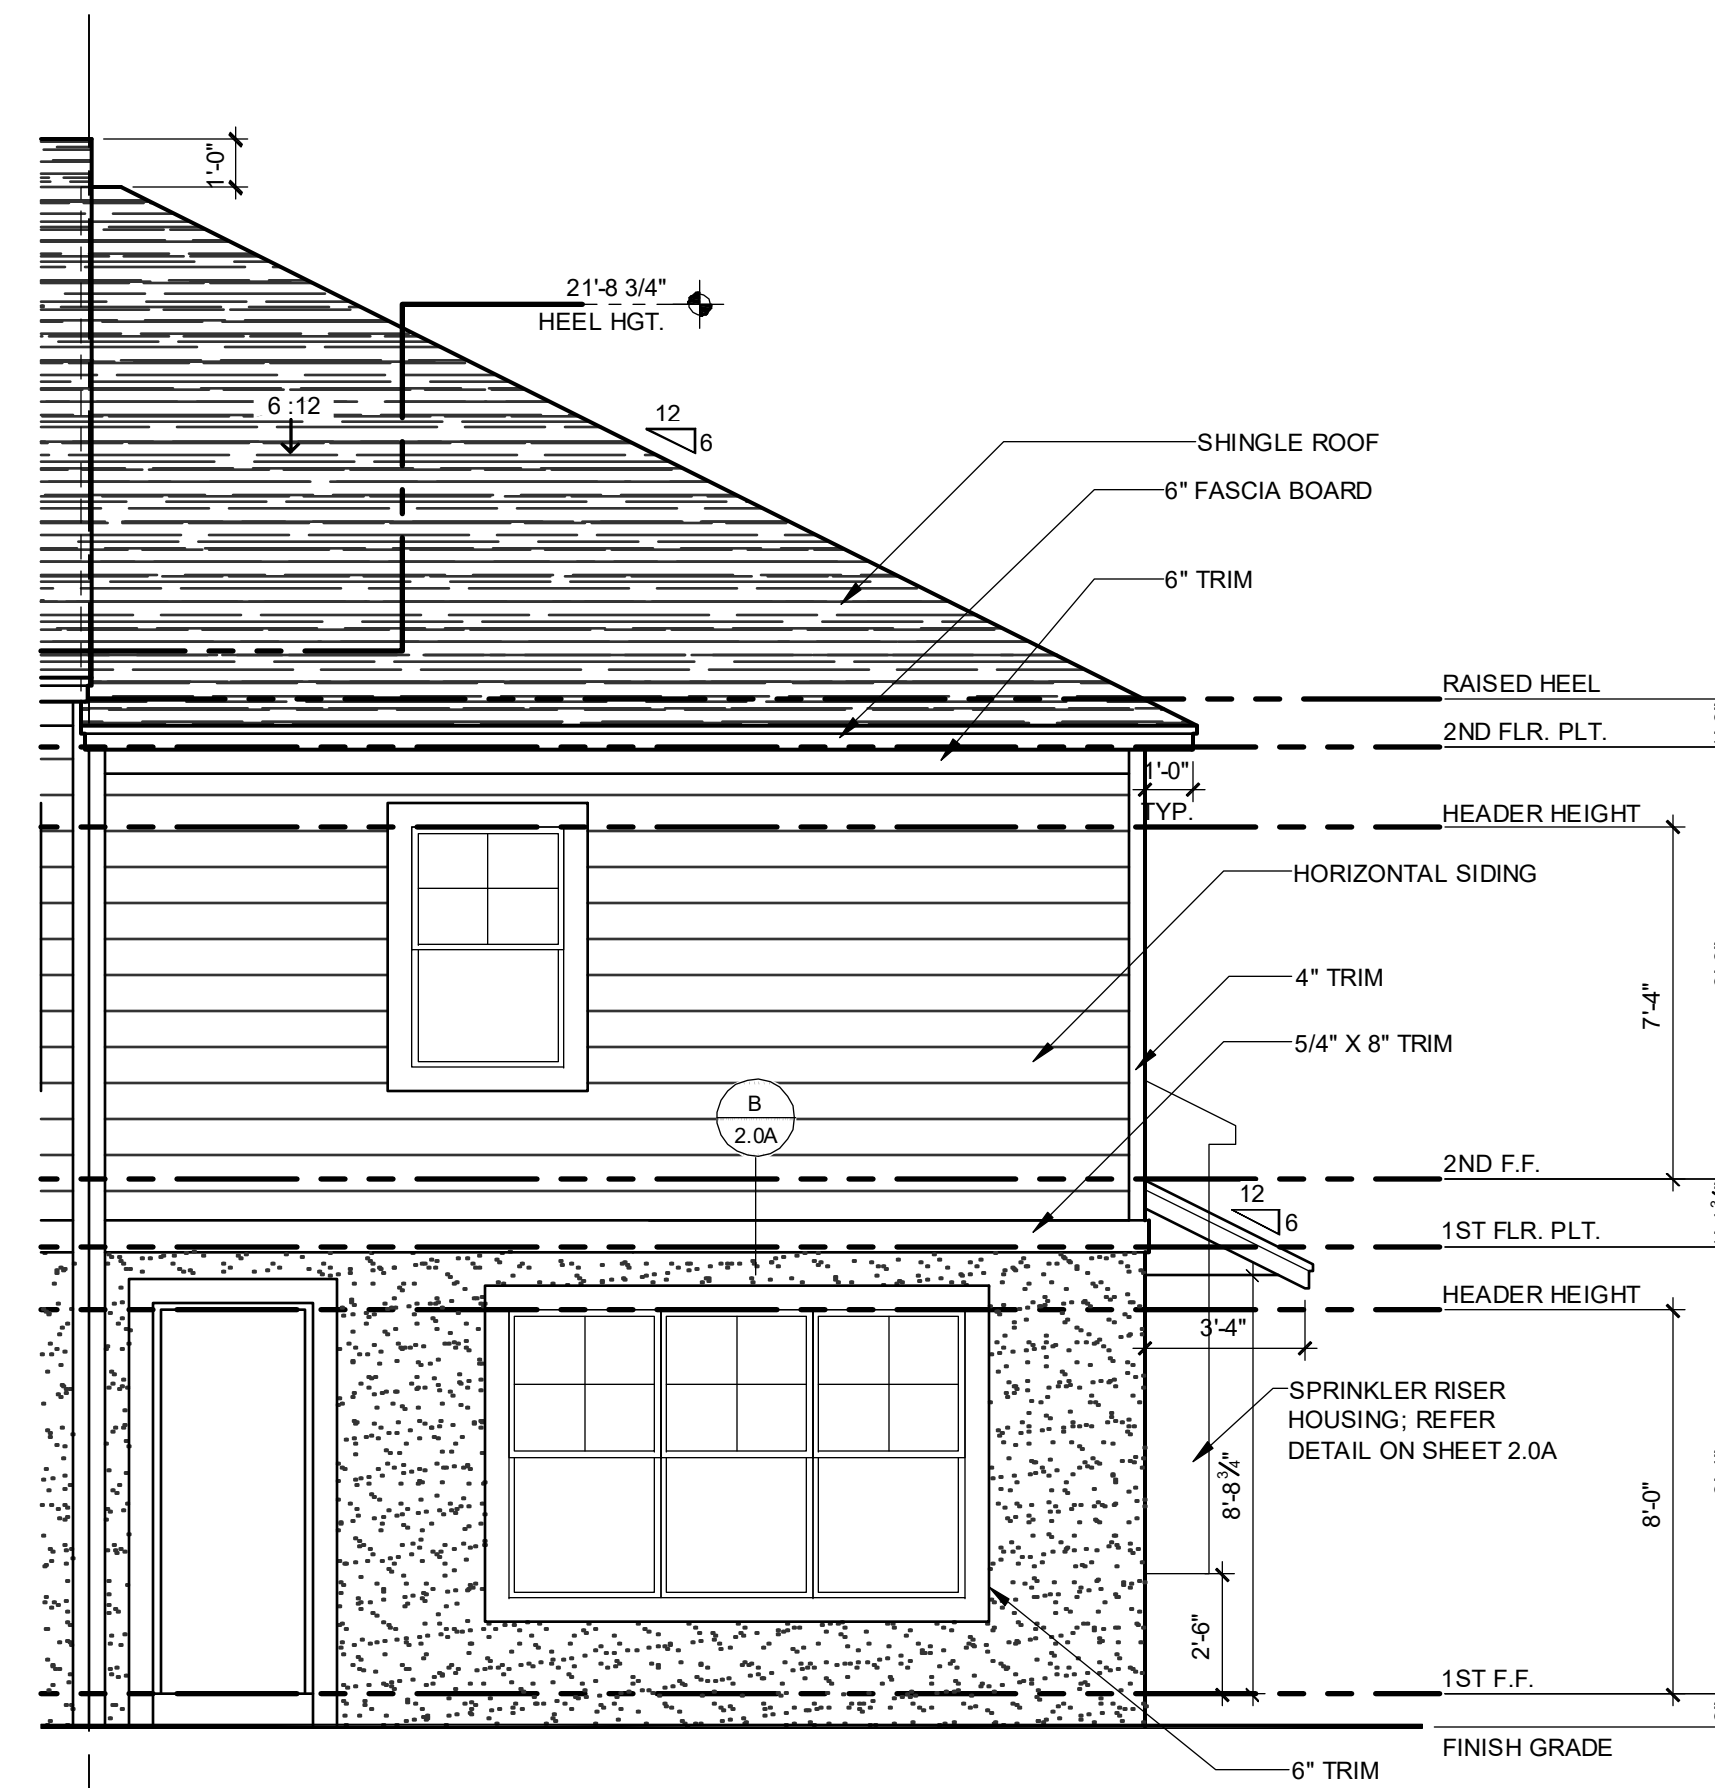 1'-0"
21'-8 3/4"
HEEL HGT.
6 :12
12
6
SHINGLE ROOF
6" FASCIA BOARD
6" TRIM
RAISED HEEL
2ND FLR. PLT.
1'-0"
TYP.
HEADER HEIGHT
HORIZONTAL SIDING
4" TRIM
7'-4"
5/4" X 8" TRIM
B
2.0A
2ND F.F.
12
6
1ST FLR. PLT.
HEADER HEIGHT
3'-4"
SPRINKLER RISER
HOUSING; REFER
DETAIL ON SHEET 2.0A
8'-8 3/4"
8'-0"
2'-6"
1ST F.F.
FINISH GRADE
6" TRIM